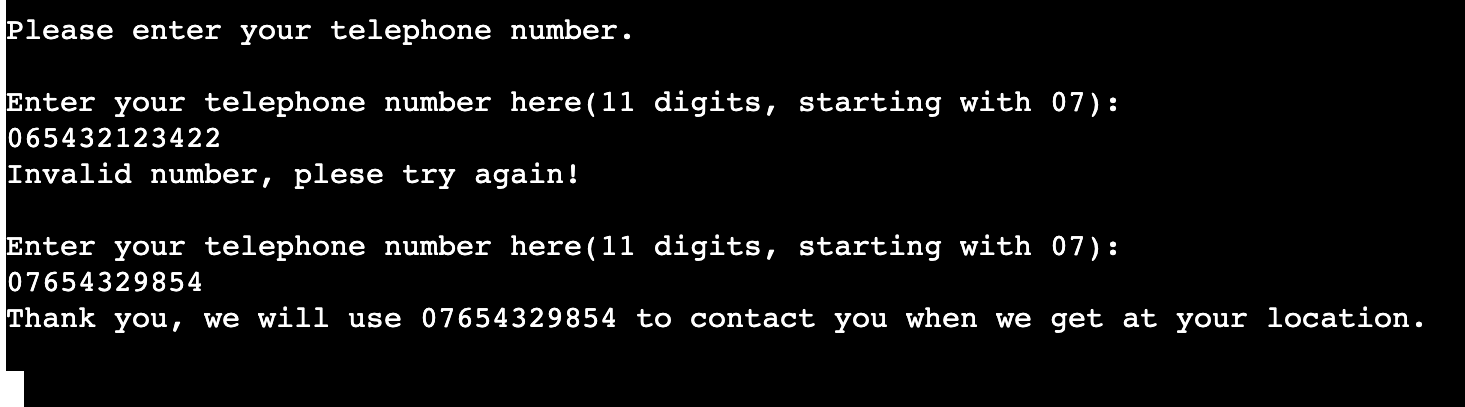 Please enter your telephone number.
Enter your telephone number here(11 digits, starting with 07):
065432123422
Invalid number, plese try again!
Enter your telephone number here(11 digits, starting with 07):
07654329854
Thank you, we will use 07654329854 to contact you when we get at your location.